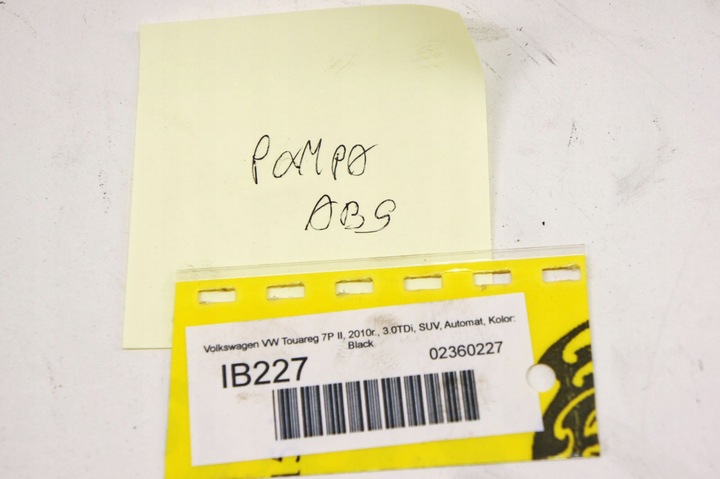 POMPA
ABS
Volkswagen VW Touareg 7P II, 2010r., 3.0TDi, SUV, Automat, Kolor:
Black
IB227
02360227